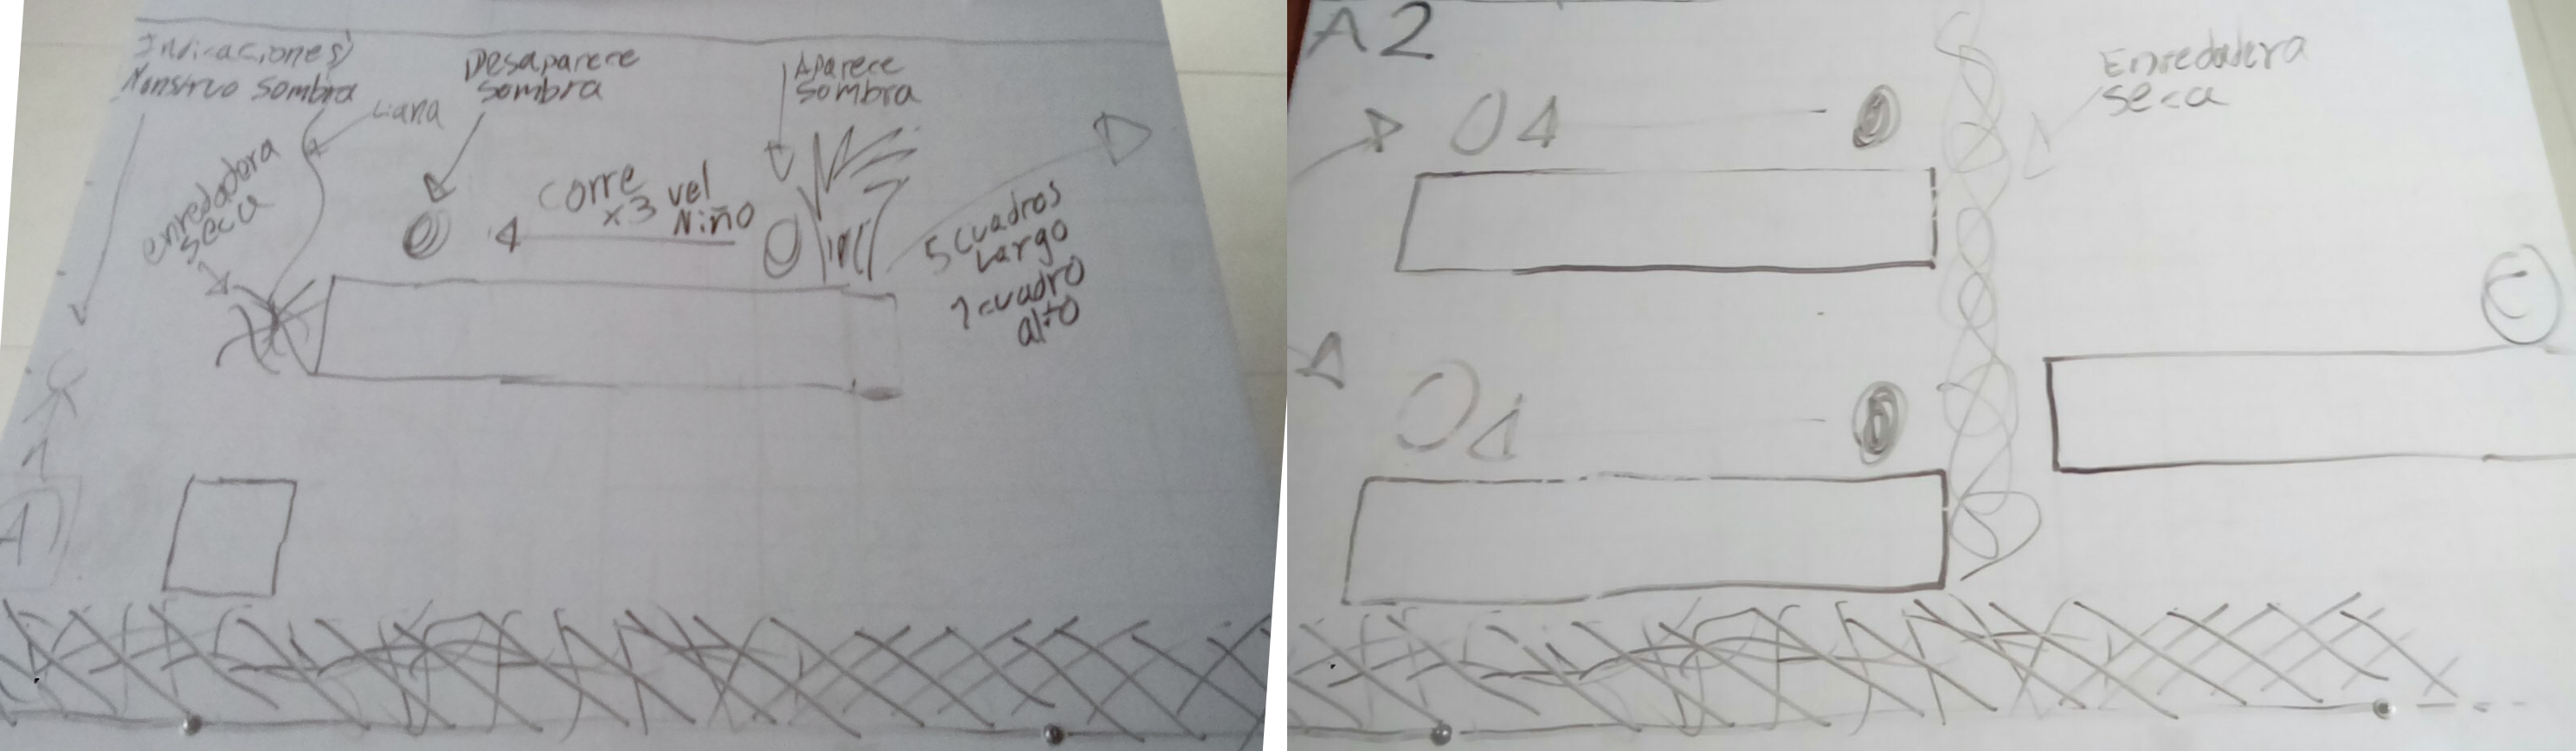 Indicaciones)
Monstruo Sombra
Liana
enredadera
seca
Desaparece
Sombra
Aparece
Sombra
corre
x3 vel
Niño
5 cuadros
Largo
1 cuadro
alto
A2
Enredadera
seca